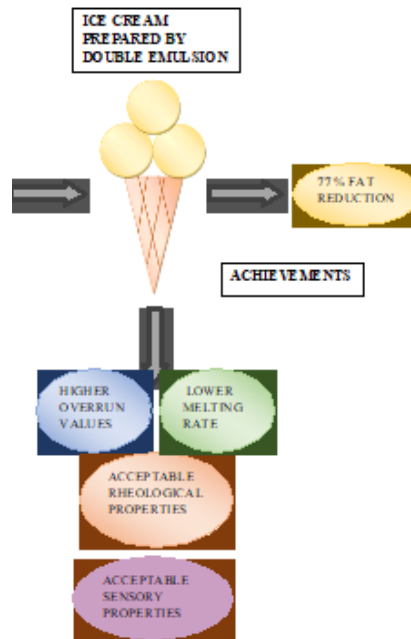 ICE CREAM
PREPARED BY
DOUBLE EMULSION
77% FAT
REDUCTION
ACHIEVEMENTS
HIGHER
OVERRUN
VALUES
LOWER
MELTING
RATE
ACCEPTABLE
RHEOLOGICAL
PROPERTIES
ACCEPTABLE
SENSORY
PROPERTIES